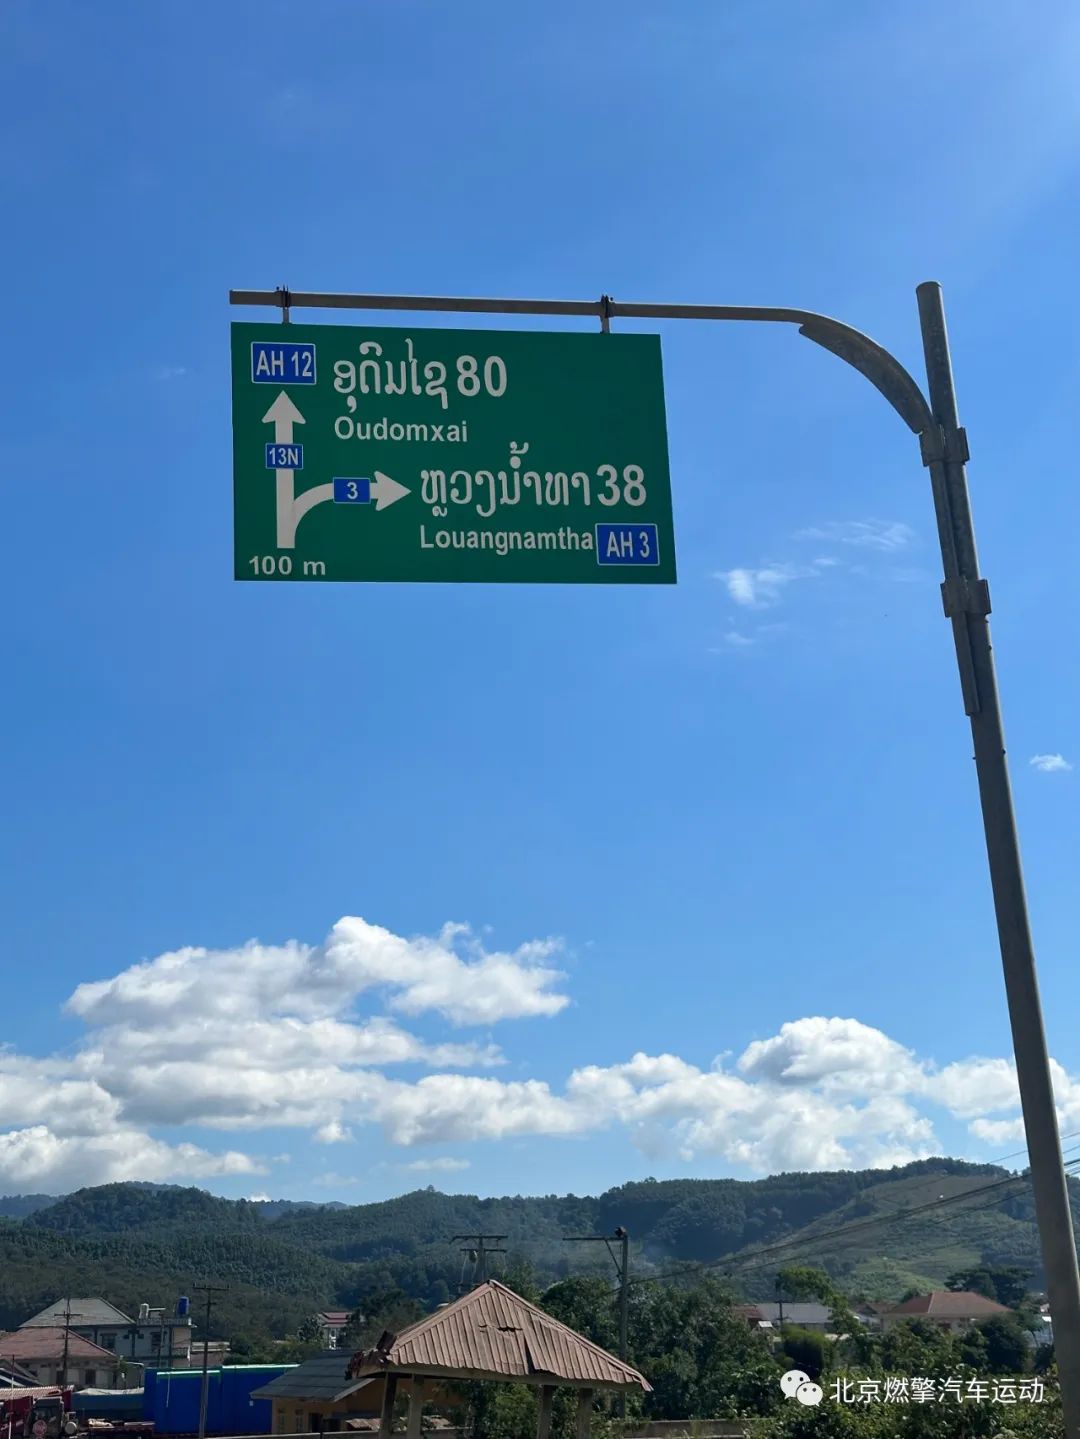 AH 12
ອຸດົມໄຊ 80
Oudomxai
13N
3
ຫຼວງນ້ຳທາ 38
Louangnamtha
AH 3
100 m
北京燃擎汽车运动